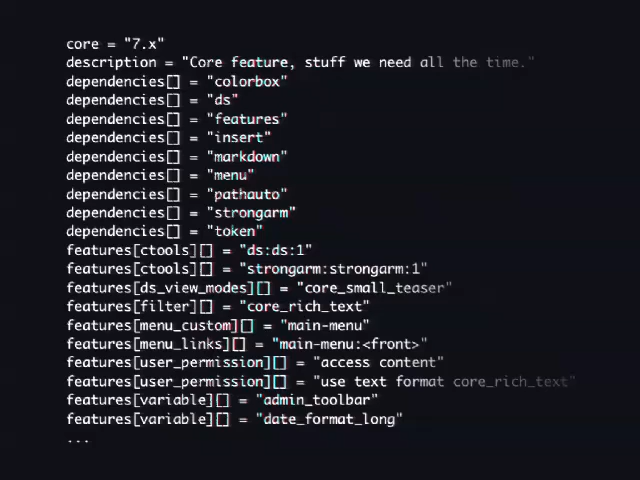 core = "7.x"
description = "Core feature, stuff we need all the time."
dependencies[] = "colorbox"
dependencies[] = "ds"
dependencies[] = "features"
dependencies[] = "insert"
dependencies[] = "markdown"
dependencies[] = "menu"
dependencies[] = "pathauto"
dependencies[] = "strongarm"
dependencies[] = "token"
features[ctools][] = "ds:ds:1"
features[ctools][] = "strongarm:strongarm:1"
features[ds_view_modes][] = "core_small_teaser"
features[filter][] = "core_rich_text"
features[menu_custom][] = "main-menu"
features[menu_links][] = "main-menu:<front>"
features[user_permission][] = "access content"
features[user_permission][] = "use text format core_rich_text"
features[variable][] = "admin_toolbar"
features[variable][] = "date_format_long"
...